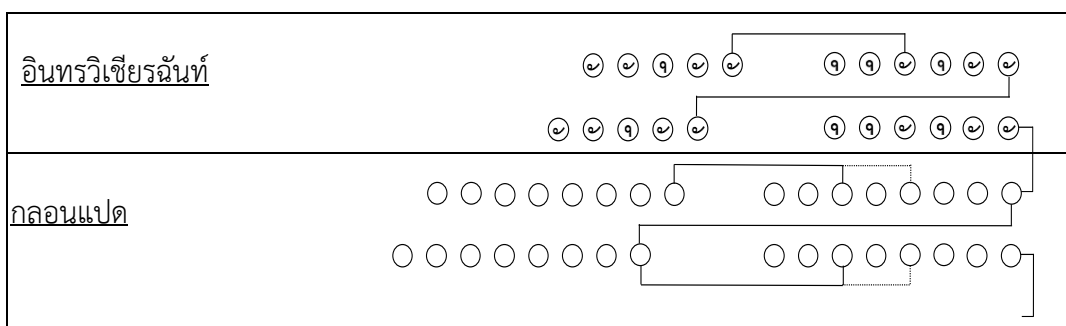 อินทรวิเชียรฉันท์
ั ั ุ ั ั ุ ุ ั ุ ั ั
ั ั ุ ั ั ุ ุ ั ุ ั ั
กลอนแปด